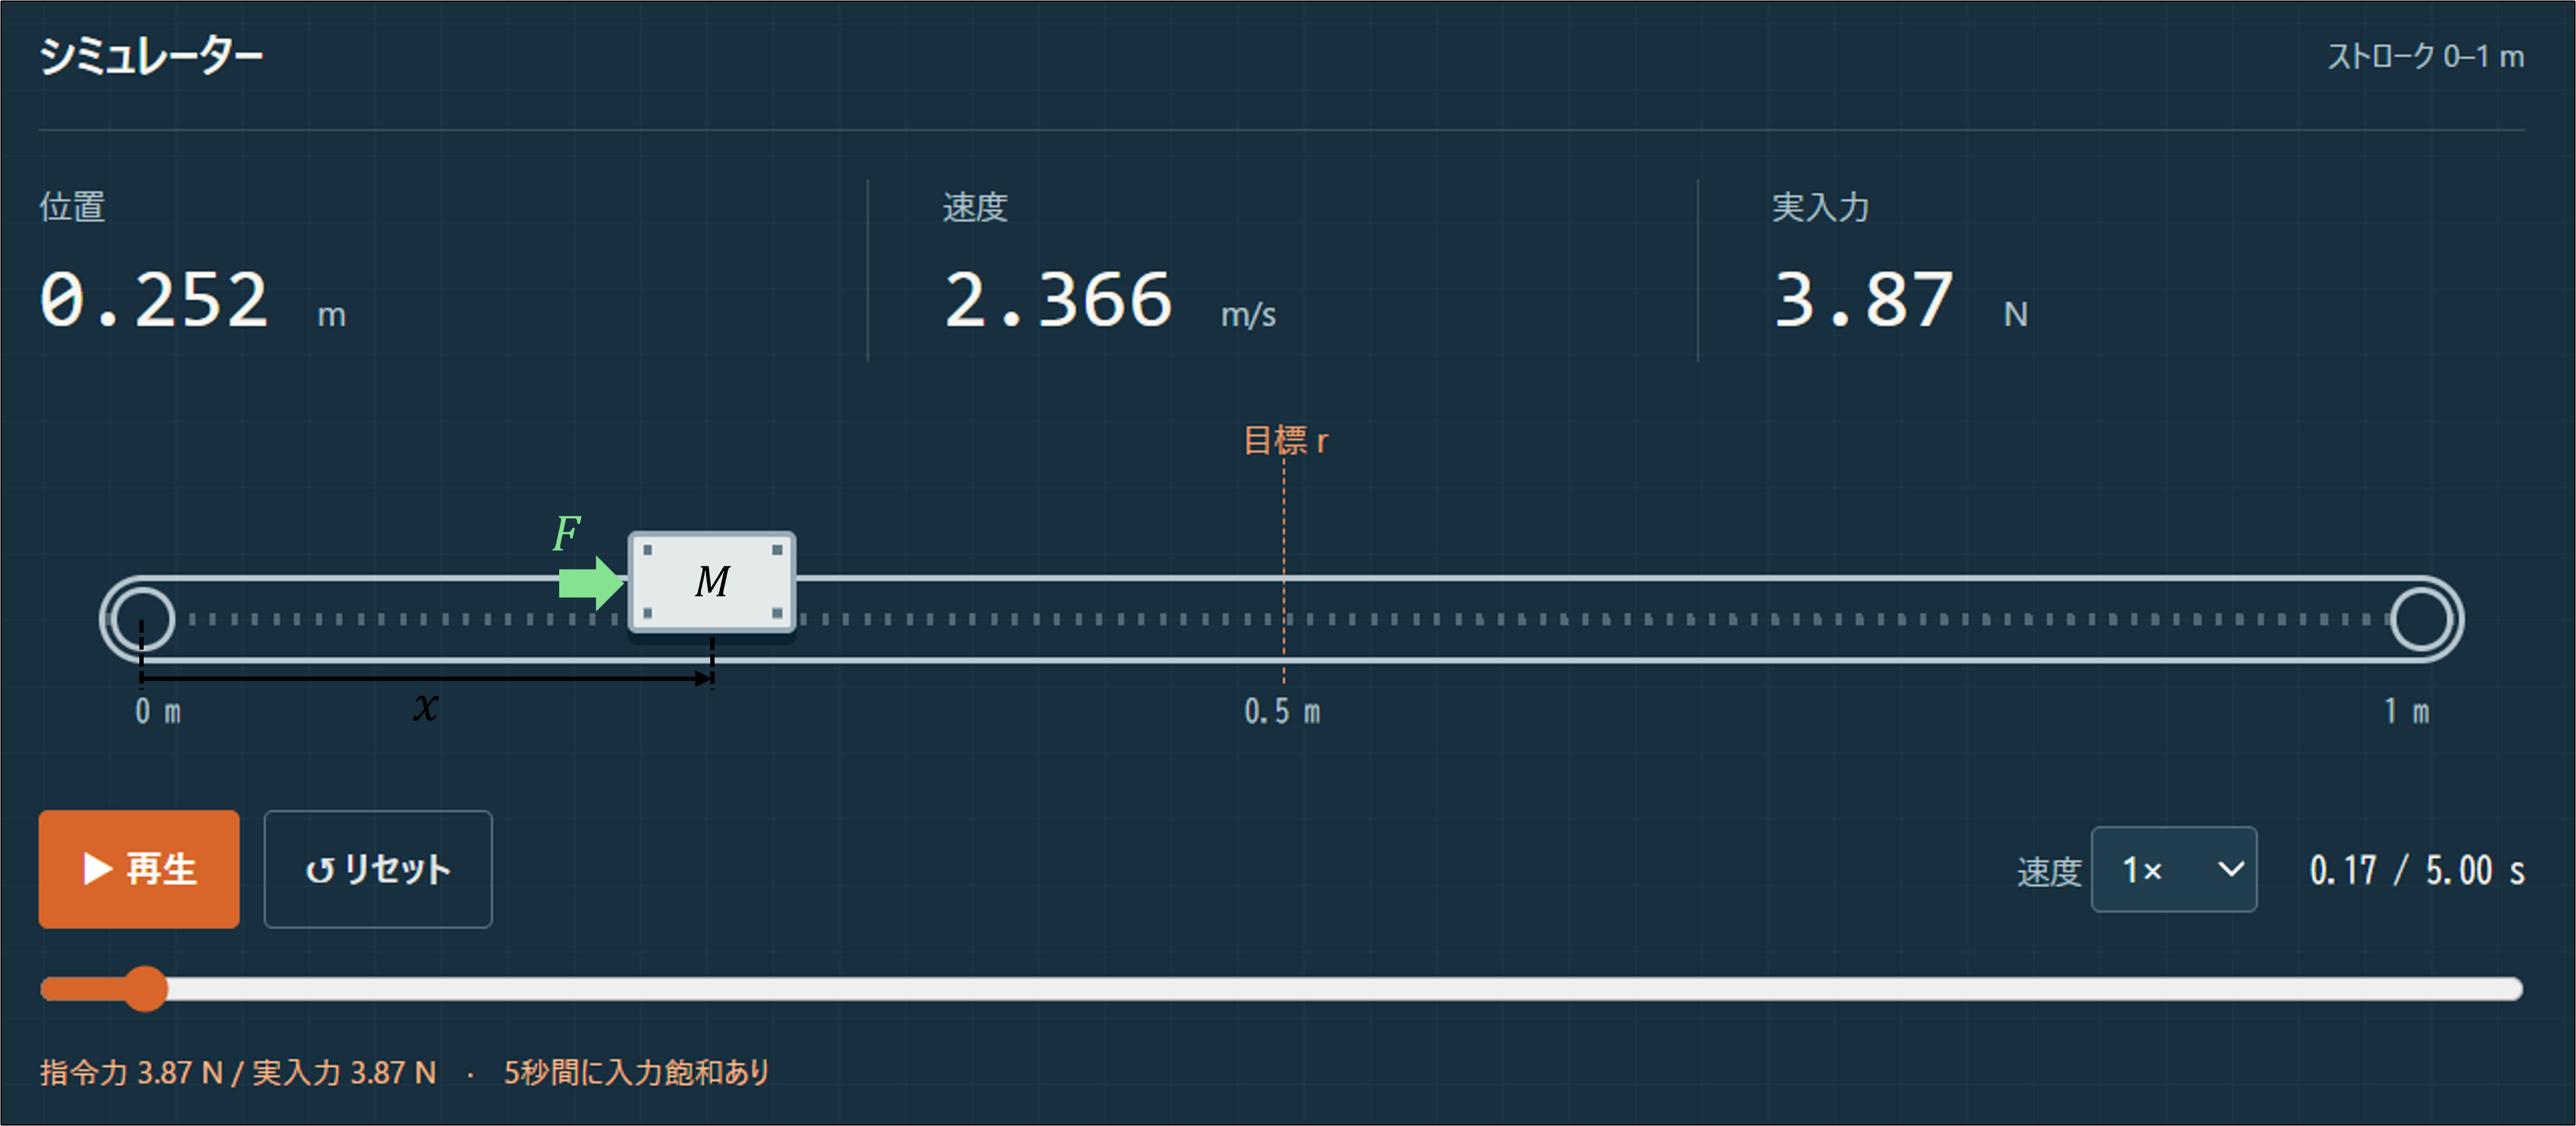 シミュレーター
ストローク 0–1 m
位置
速度
実入力
0.252 m
2.366 m/s
3.87 N
目標 r
F
M
x
0 m
0.5 m
1 m
▶ 再生
↺ リセット
速度 1× 0.17 / 5.00 s
指令力 3.87 N / 実入力 3.87 N · 5秒間に入力飽和あり